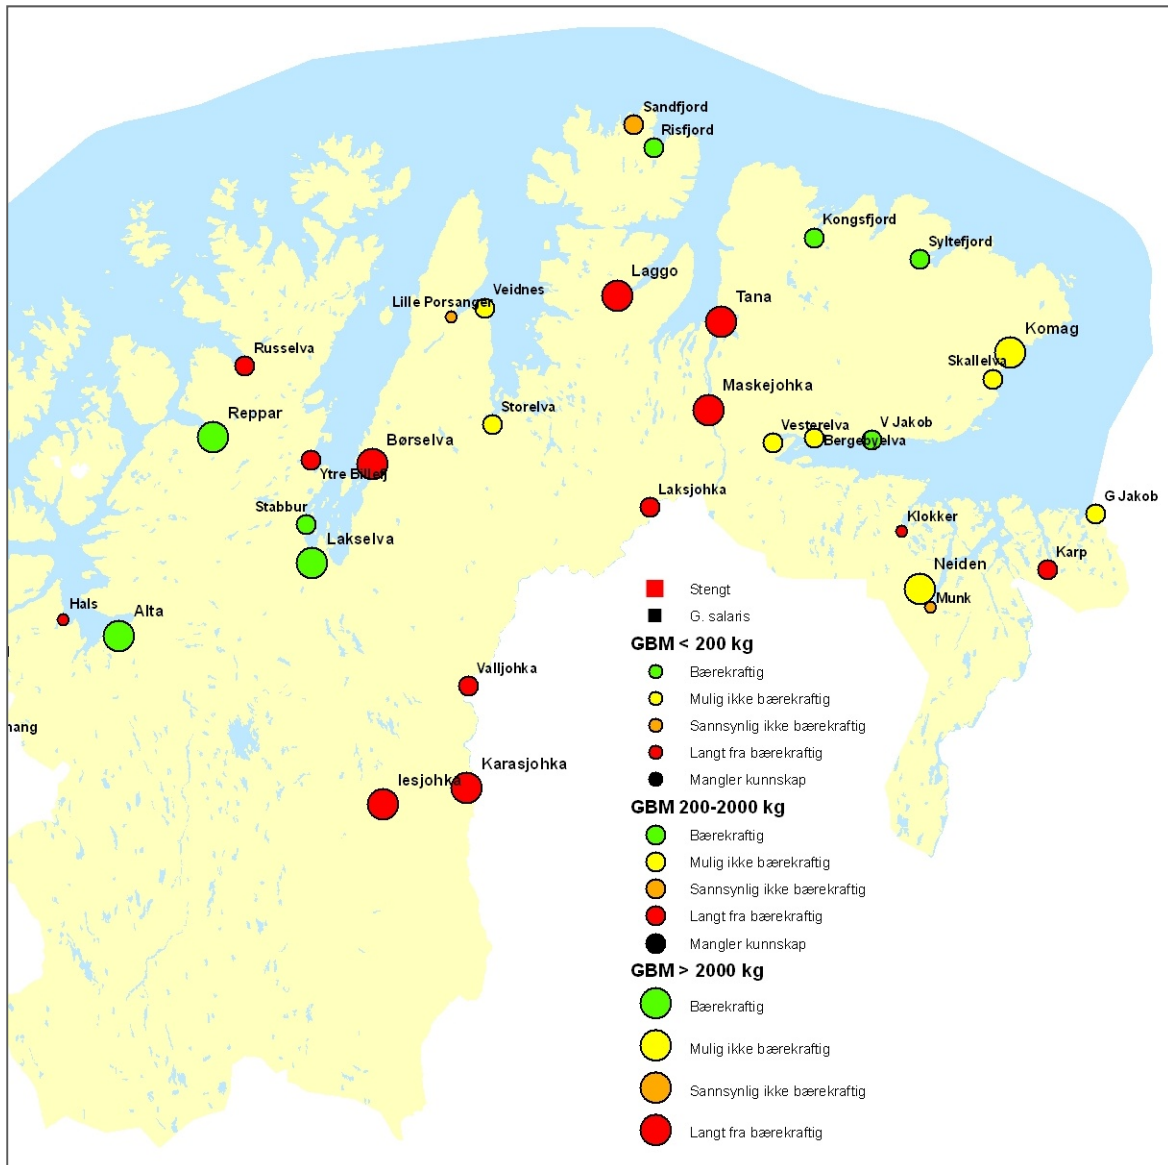 Sandfjord
Risfjord
Kongsfjord
Syltefjord
Laggo
Veidnes
Lille Porsanger
Tana
Komag
Russelva
Skallelva
Maskejohka
Reppar
Storelva
Børselva
Vesterelva
V Jakob
Bergebyelva
Ytre Billefj
Laksjohka
G Jakob
Stabbur
Klokker
Lakselva
Karp
Neiden
Munk
Hals
Alta
Valljohka
nang
Karasjohka
Iesjohka
Stengt
G. salaris
GBM < 200 kg
Bærekraftig
Mulig ikke bærekraftig
Sannsynlig ikke bærekraftig
Langt fra bærekraftig
Mangler kunnskap
GBM 200-2000 kg
Bærekraftig
Mulig ikke bærekraftig
Sannsynlig ikke bærekraftig
Langt fra bærekraftig
Mangler kunnskap
GBM > 2000 kg
Bærekraftig
Mulig ikke bærekraftig
Sannsynlig ikke bærekraftig
Langt fra bærekraftig